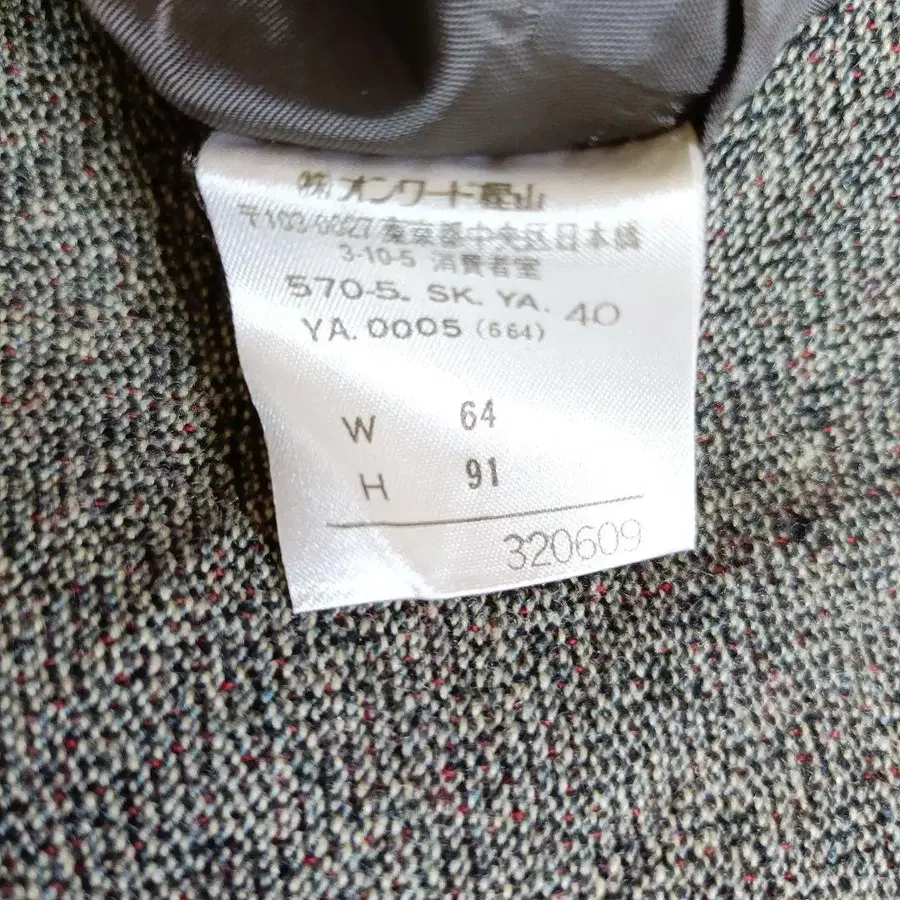 ㈱オンワード樫山
〒103-0027 東京都中央区日本橋
3-10-5 消費者室
570-5. SK. YA. 40
YA. 0005 (664)
W 64
H 91
320609